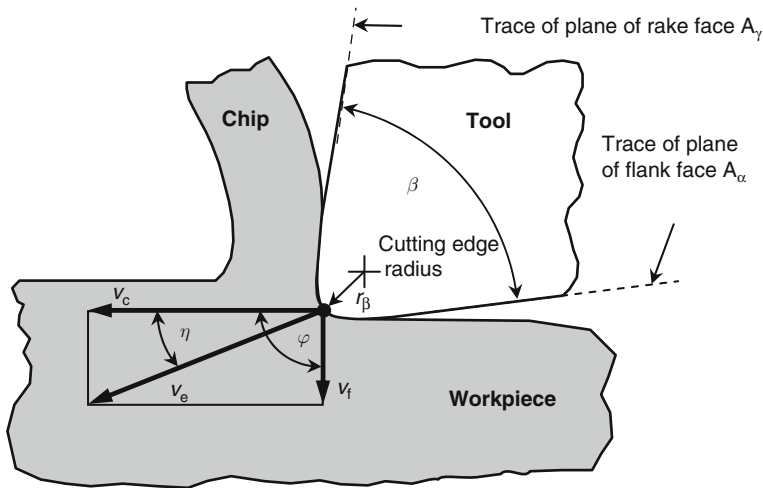 Trace of plane of rake face Aγ
Chip
Tool
Trace of plane
of flank face Aα
β
Cutting edge
radius
rβ
vc
η
φ
ve
vf
Workpiece